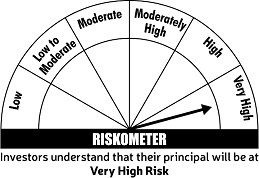 Low
Low to
Moderate
Moderate
Moderately
High
High
Very High
RISKOMETER
Investors understand that their principal will be at
Very High Risk